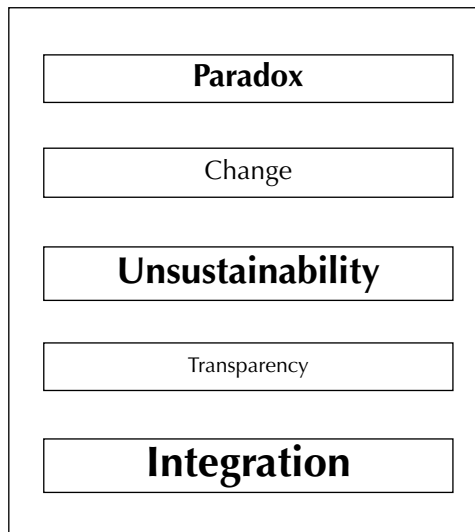 Paradox
Change
Unsustainability
Transparency
Integration